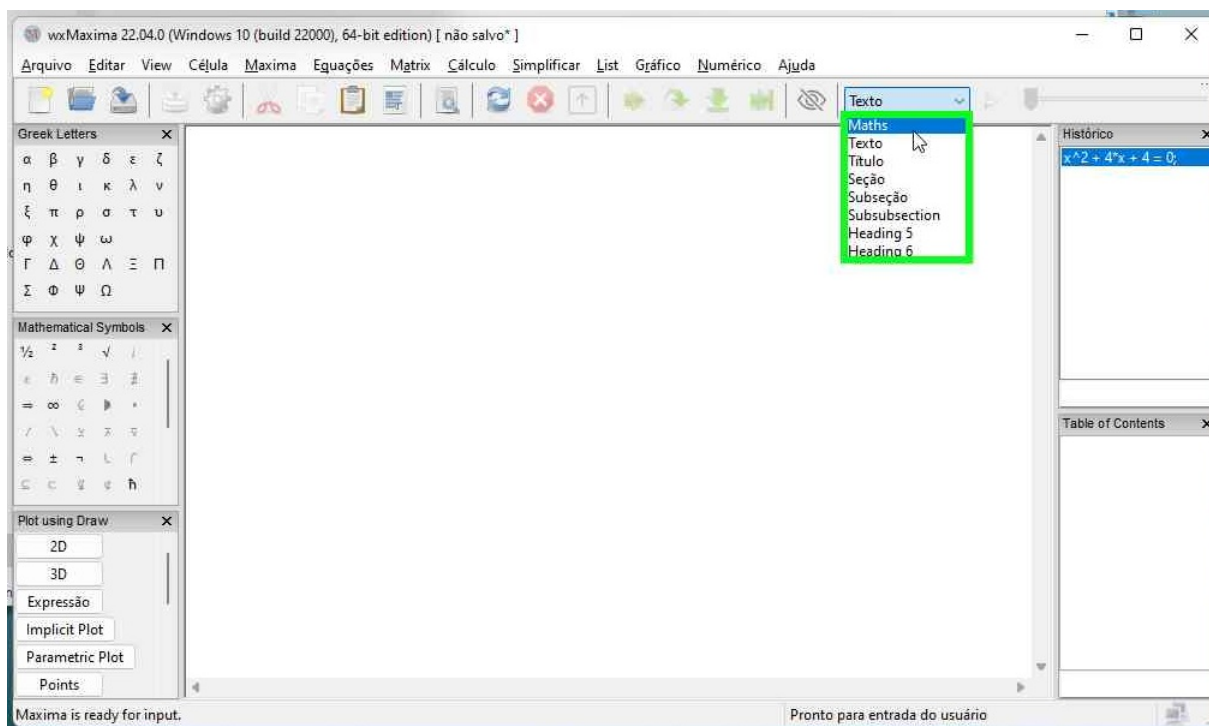 wxMaxima 22.04.0 (Windows 10 (build 22000), 64-bit edition) [ não salvo* ]
Arquivo Editar View Célula Maxima Equações Matrix Cálculo Simplificar List Gráfico Numérico Ajuda
Texto
Maths
Texto
Título
Seção
Subseção
Subsubsection
Heading 5
Heading 6
Greek Letters
α β γ δ ε ζ
η θ ι κ λ ν
ξ π ρ σ τ υ
φ χ ψ ω
Γ Δ Θ Λ Ξ Π
Σ Φ Ψ Ω
Mathematical Symbols
½ ² ³ √
ħ ∈ ∃ ∄
⇒ ∞
⇔ ± ¬
ħ
Plot using Draw
2D
3D
Expressão
Implicit Plot
Parametric Plot
Points
Histórico
x^2 + 4*x + 4 = 0;
Table of Contents
Maxima is ready for input.
Pronto para entrada do usuário